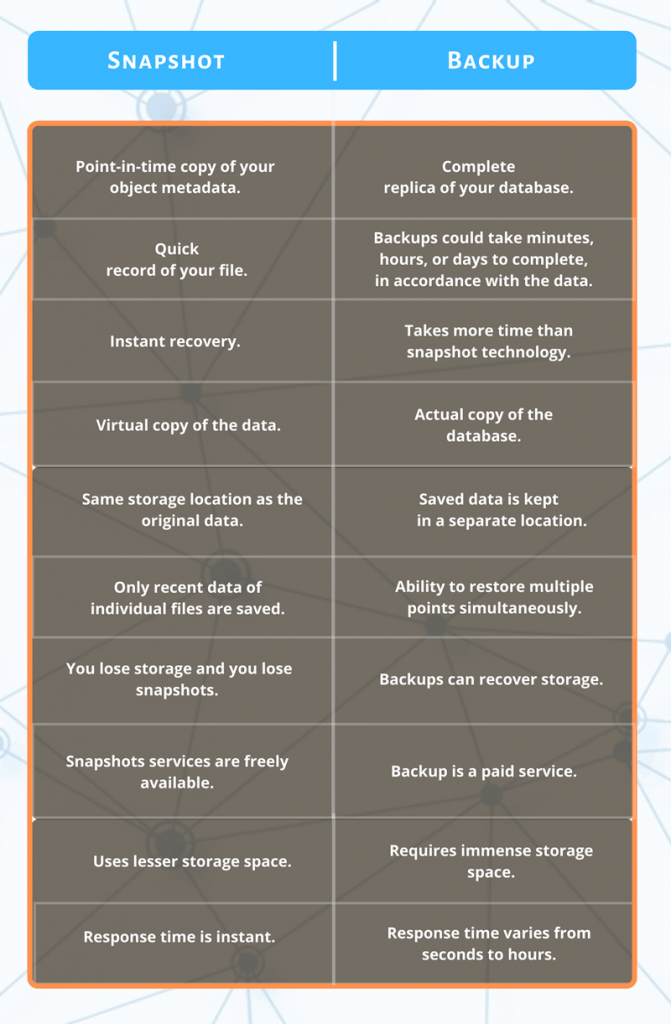 Snapshot | Backup
Point-in-time copy of your
object metadata.
Complete
replica of your database.
Quick
record of your file.
Backups could take minutes,
hours, or days to complete,
in accordance with the data.
Instant recovery.
Takes more time than
snapshot technology.
Virtual copy of the data.
Actual copy of the
database.
Same storage location as the
original data.
Saved data is kept
in a separate location.
Only recent data of
individual files are saved.
Ability to restore multiple
points simultaneously.
You lose storage and you lose
snapshots.
Backups can recover storage.
Snapshots services are freely
available.
Backup is a paid service.
Uses lesser storage space.
Requires immense storage
space.
Response time is instant.
Response time varies from
seconds to hours.